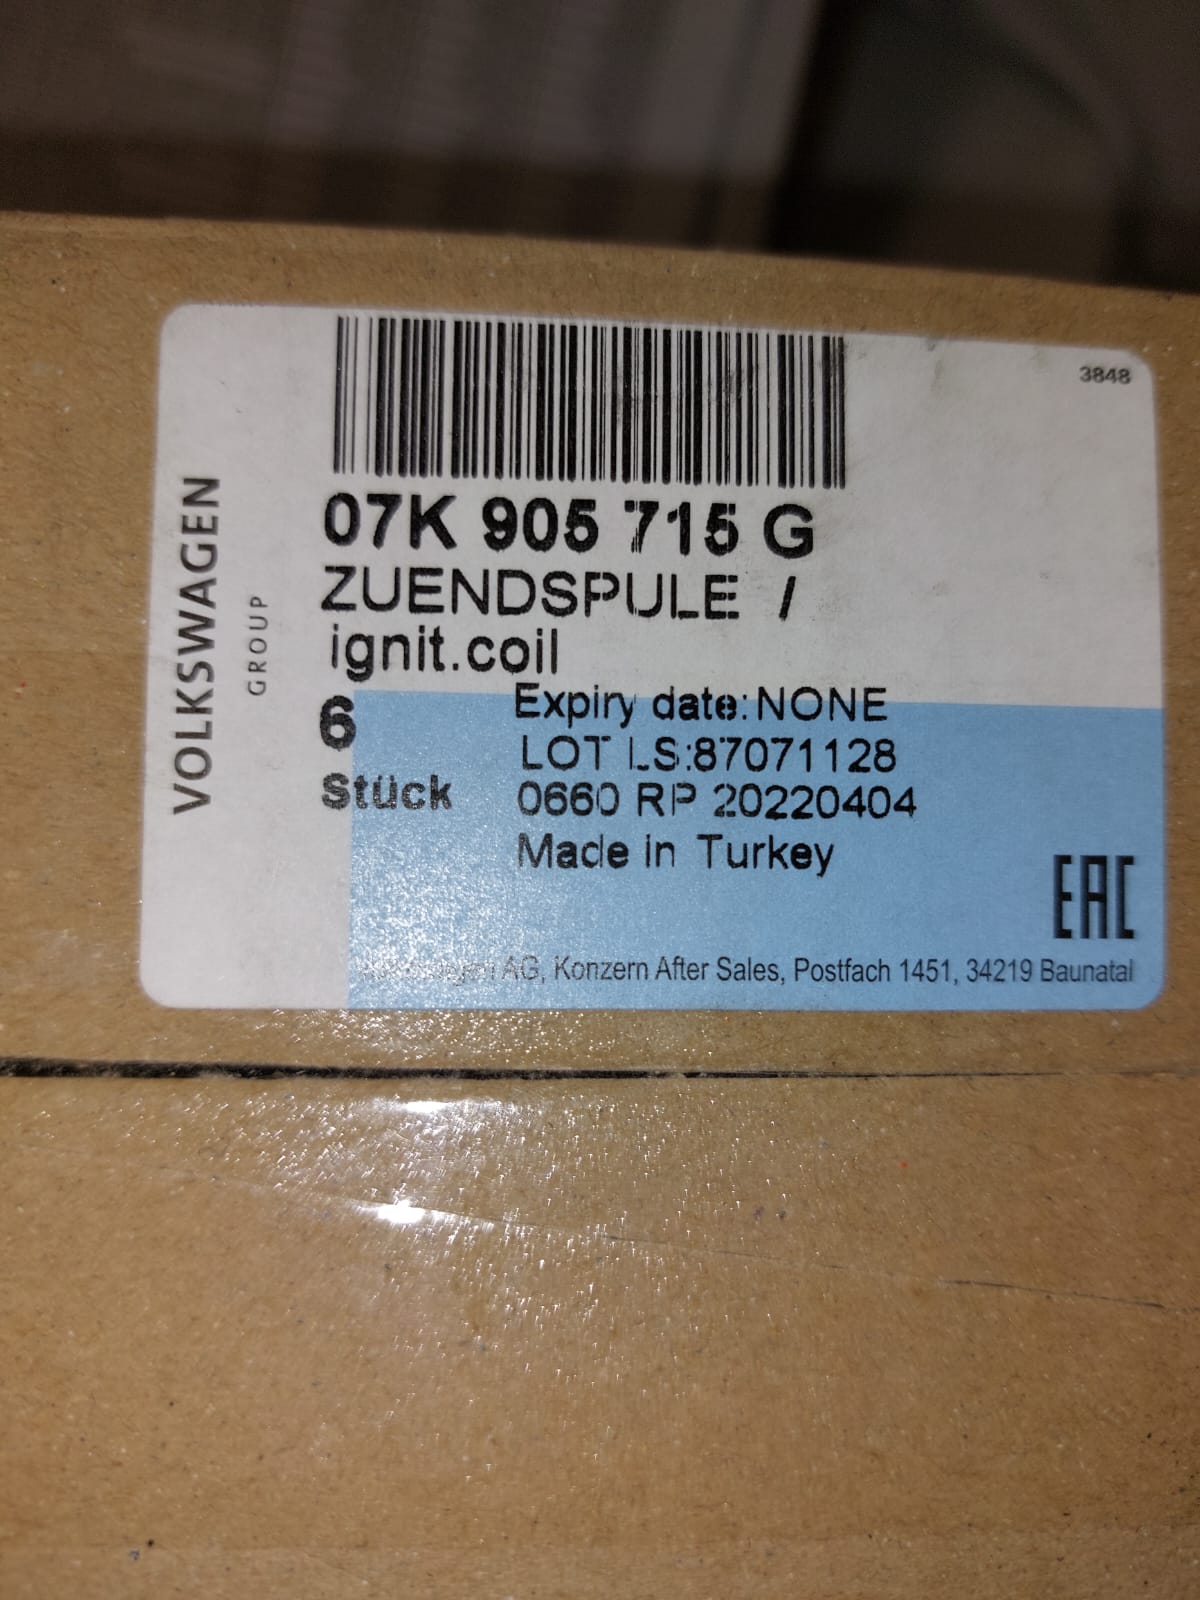 3848
VOLKSWAGEN
GROUP
07K 905 715 G
ZUENDSPULE /
ignit.coil
6
Stück
Expiry date: NONE
LOT LS:87071128
0660 RP 20220404
Made in Turkey
EAC
AG, Konzern After Sales, Postfach 1451, 34219 Baunatal